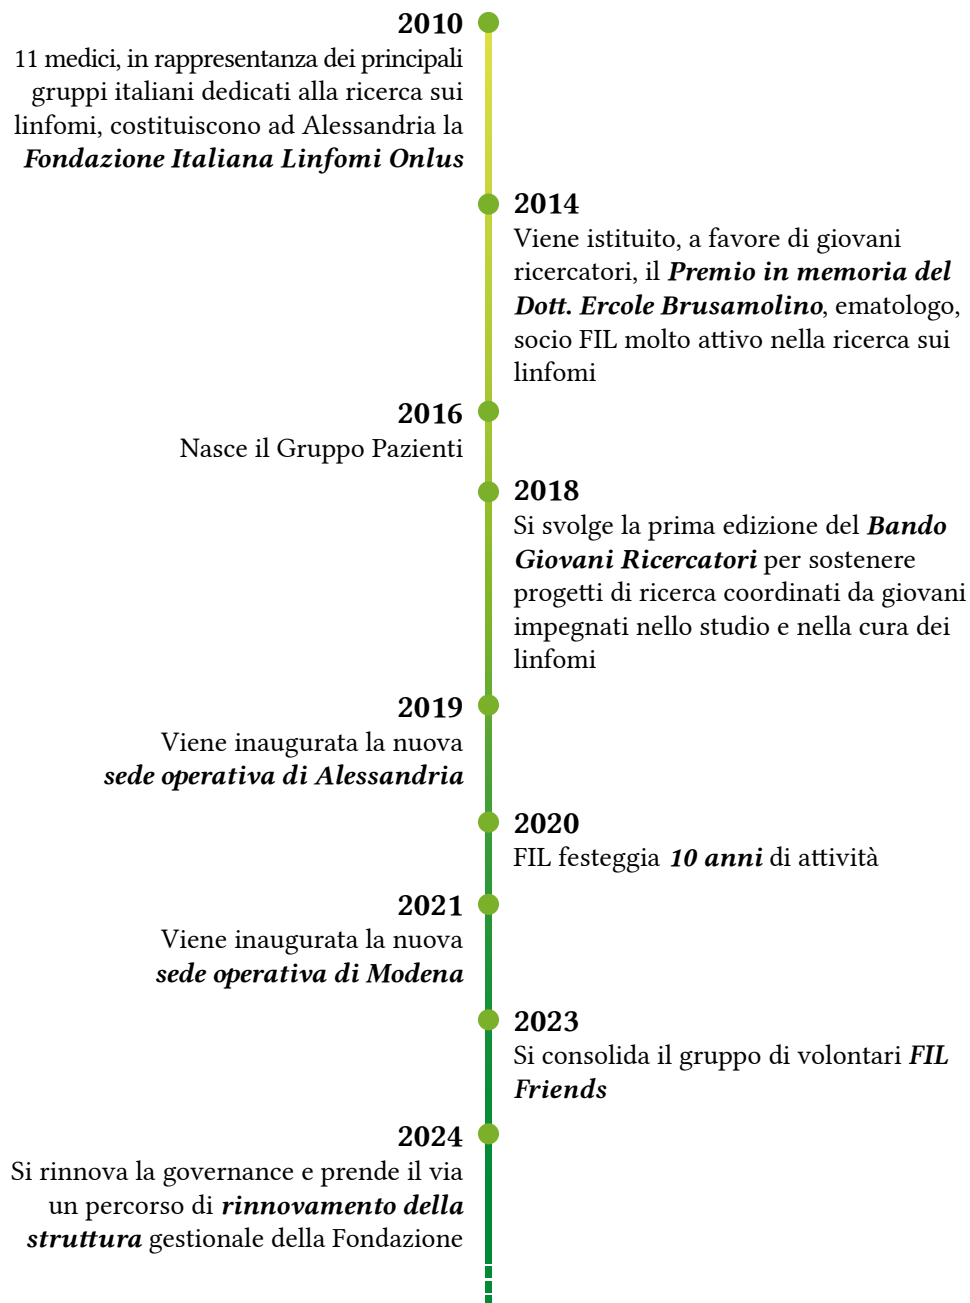 2010
11 medici, in rappresentanza dei principali
gruppi italiani dedicati alla ricerca sui
linfomi, costituiscono ad Alessandria la
Fondazione Italiana Linfomi Onlus
2014
Viene istituito, a favore di giovani
ricercatori, il Premio in memoria del
Dott. Ercole Brusamolino, ematologo,
socio FIL molto attivo nella ricerca sui
linfomi
2016
Nasce il Gruppo Pazienti
2018
Si svolge la prima edizione del Bando
Giovani Ricercatori per sostenere
progetti di ricerca coordinati da giovani
impegnati nello studio e nella cura dei
linfomi
2019
Viene inaugurata la nuova
sede operativa di Alessandria
2020
FIL festeggia 10 anni di attività
2021
Viene inaugurata la nuova
sede operativa di Modena
2023
Si consolida il gruppo di volontari FIL
Friends
2024
Si rinnova la governance e prende il via
un percorso di rinnovamento della
struttura gestionale della Fondazione